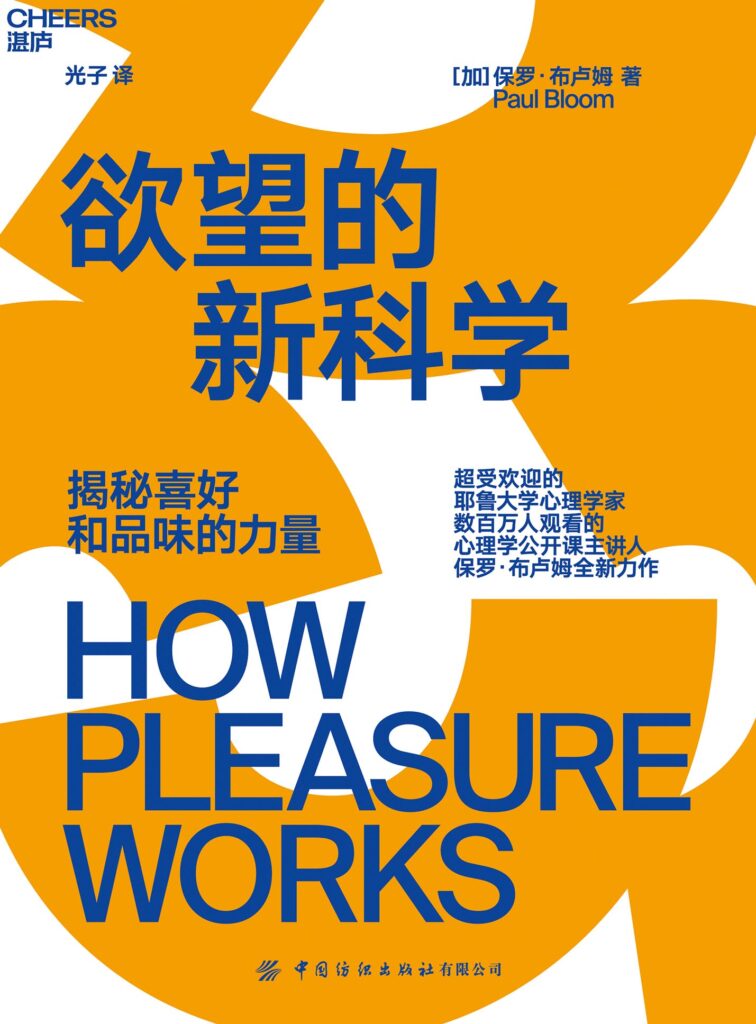 CHEERS
湛庐
光子 译
[加]保罗·布卢姆 著
Paul Bloom
欲望的
新科学
揭秘喜好
和品味的力量
超受欢迎的
耶鲁大学心理学家
数百万人观看的
心理学公开课主讲人
保罗·布卢姆全新力作
HOW
PLEASURE
WORKS
中国纺织出版社有限公司